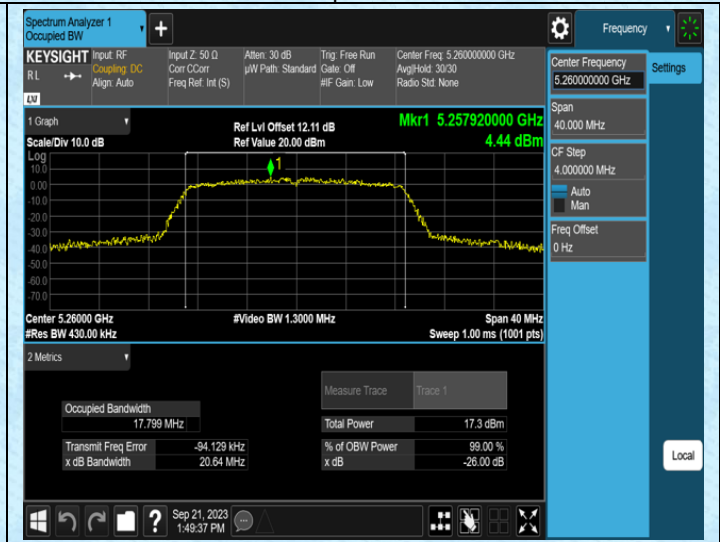 Spectrum Analyzer 1
Occupied BW
Frequency
KEYSIGHT
R L
LXI
Input: RF
Coupling: DC
Align: Auto
Input Z: 50 Ω
Corr CCorr
Freq Ref: Int (S)
Atten: 30 dB
µW Path: Standard
Trig: Free Run
Gate: Off
#IF Gain: Low
Center Freq: 5.260000000 GHz
Avg|Hold: 30/30
Radio Std: None
Center Frequency
5.260000000 GHz
Settings
Span
40.000 MHz
CF Step
4.000000 MHz
Auto
Man
Freq Offset
0 Hz
Local
1 Graph
Scale/Div 10.0 dB
Ref Lvl Offset 12.11 dB
Ref Value 20.00 dBm
Mkr1 5.257920000 GHz
4.44 dBm
Log
10.0
0.00
-10.0
-20.0
-30.0
-40.0
-50.0
-60.0
-70.0
1
Center 5.26000 GHz
#Res BW 430.00 kHz
#Video BW 1.3000 MHz
Span 40 MHz
Sweep 1.00 ms (1001 pts)
2 Metrics
Measure Trace
Trace 1
Occupied Bandwidth
17.799 MHz
Total Power
17.3 dBm
Transmit Freq Error
-94.129 kHz
% of OBW Power
99.00 %
x dB Bandwidth
20.64 MHz
x dB
-26.00 dB
?
Sep 21, 2023
1:49:37 PM